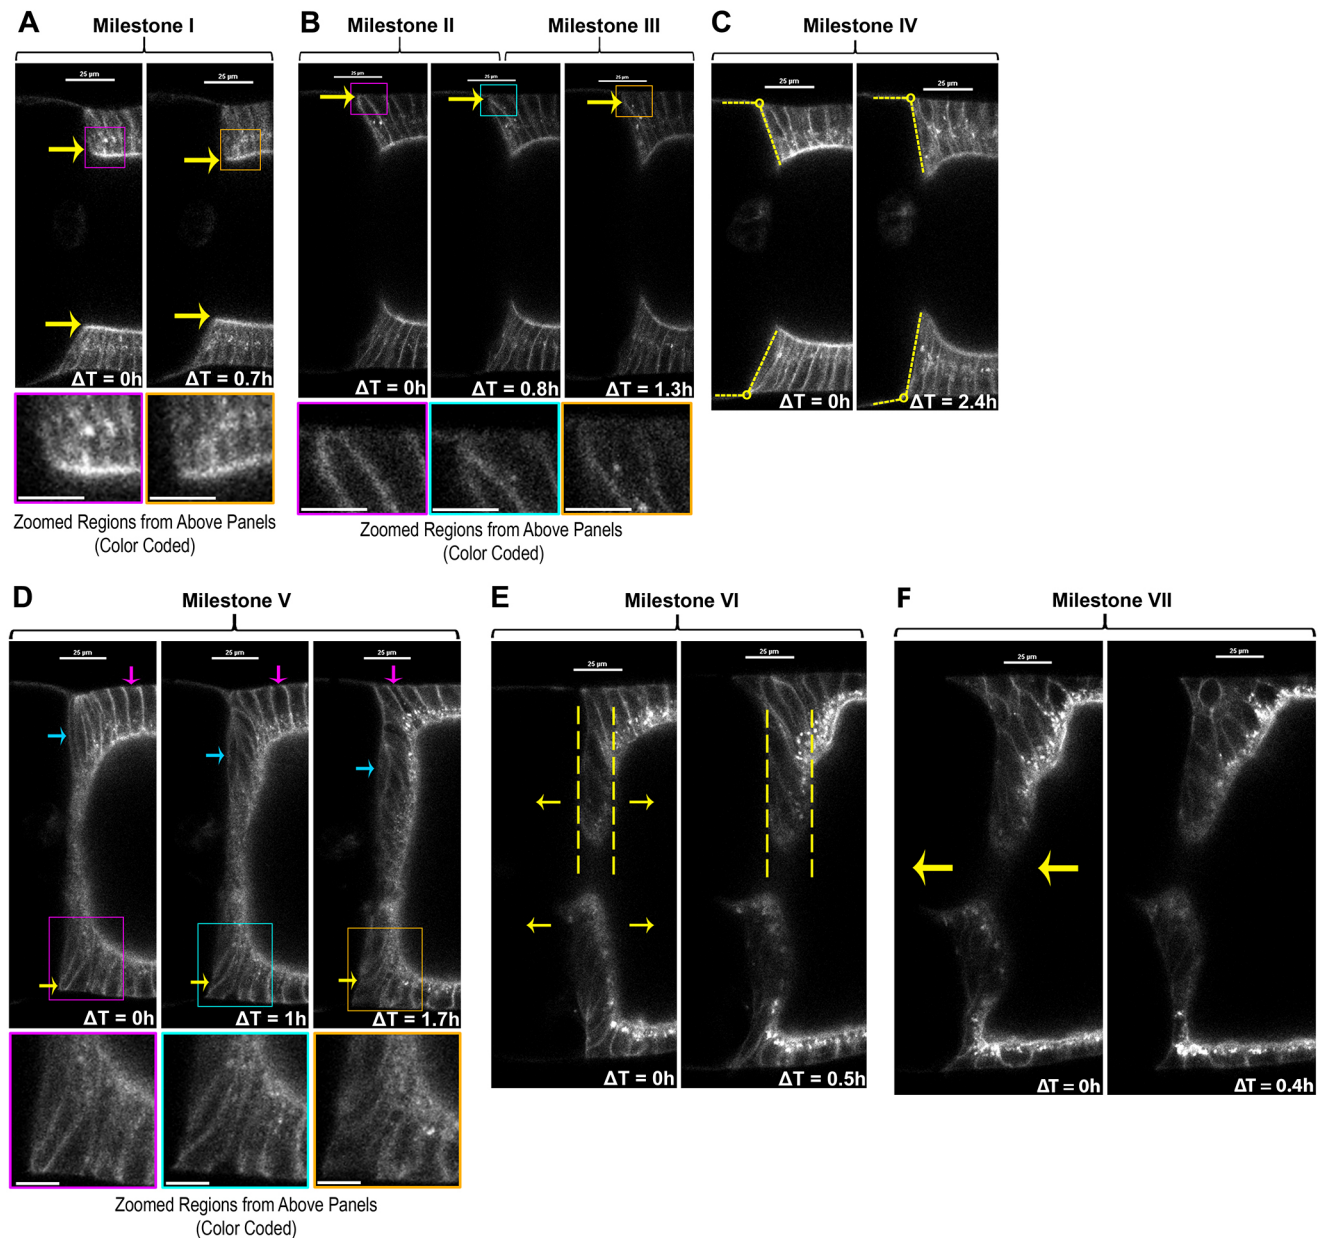 A
Milestone I
25 µm
25 µm
ΔT = 0h
ΔT = 0.7h
Zoomed Regions from Above Panels
(Color Coded)
B
Milestone II
Milestone III
25 µm
25 µm
25 µm
ΔT = 0h
ΔT = 0.8h
ΔT = 1.3h
Zoomed Regions from Above Panels
(Color Coded)
C
Milestone IV
25 µm
25 µm
ΔT = 0h
ΔT = 2.4h
D
Milestone V
25 µm
25 µm
25 µm
ΔT = 0h
ΔT = 1h
ΔT = 1.7h
Zoomed Regions from Above Panels
(Color Coded)
E
Milestone VI
25 µm
25 µm
ΔT = 0h
ΔT = 0.5h
F
Milestone VII
25 µm
25 µm
ΔT = 0h
ΔT = 0.4h